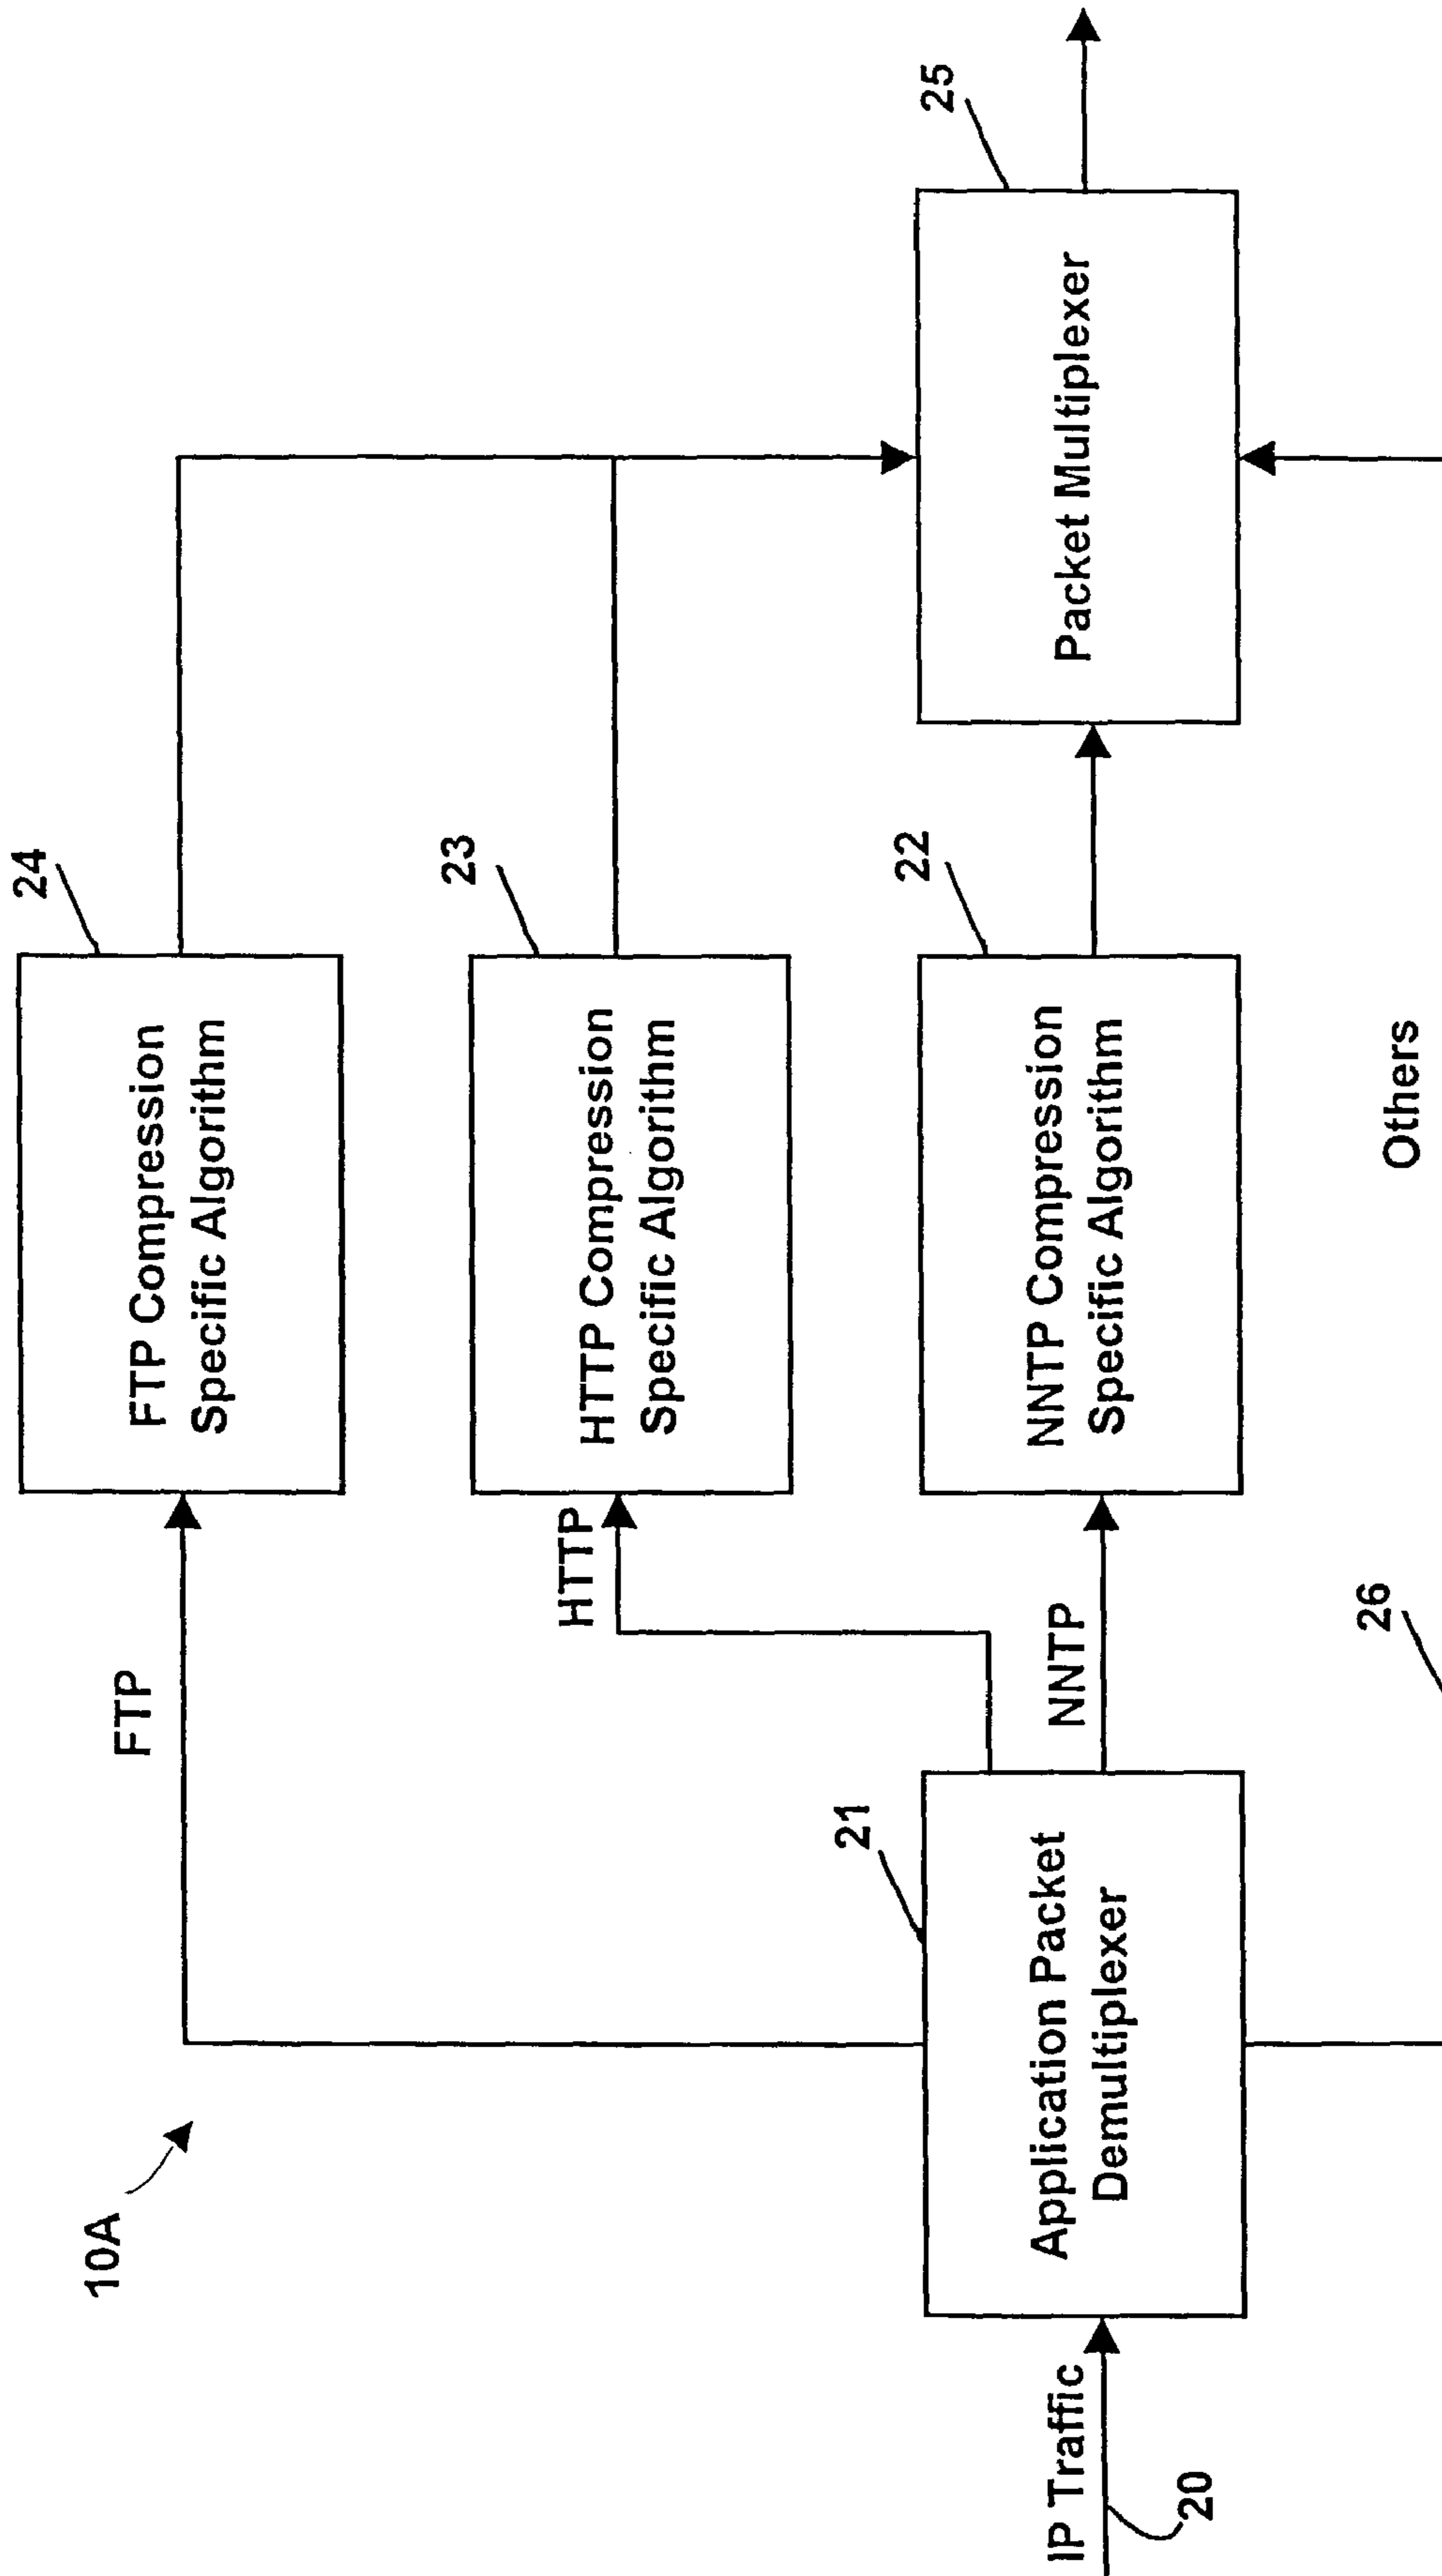 10A
24
FTP Compression
Specific Algorithm
FTP
23
HTTP Compression
Specific Algorithm
HTTP
25
Packet Multiplexer
22
NNTP Compression
Specific Algorithm
NNTP
21
Application Packet
Demultiplexer
IP Traffic
20
Others
26